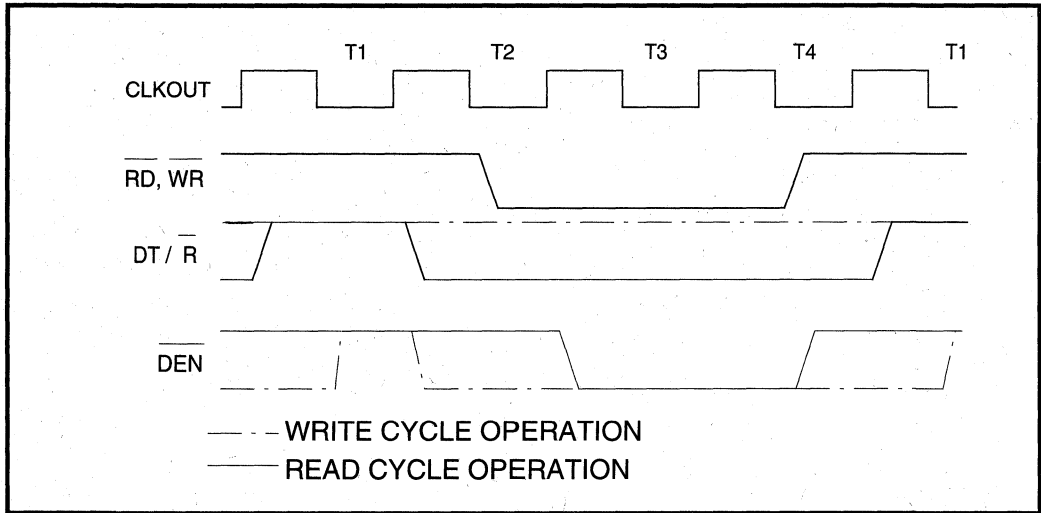 T1 T2 T3 T4 T1
CLKOUT
RD, WR
DT / R
DEN
WRITE CYCLE OPERATION
READ CYCLE OPERATION